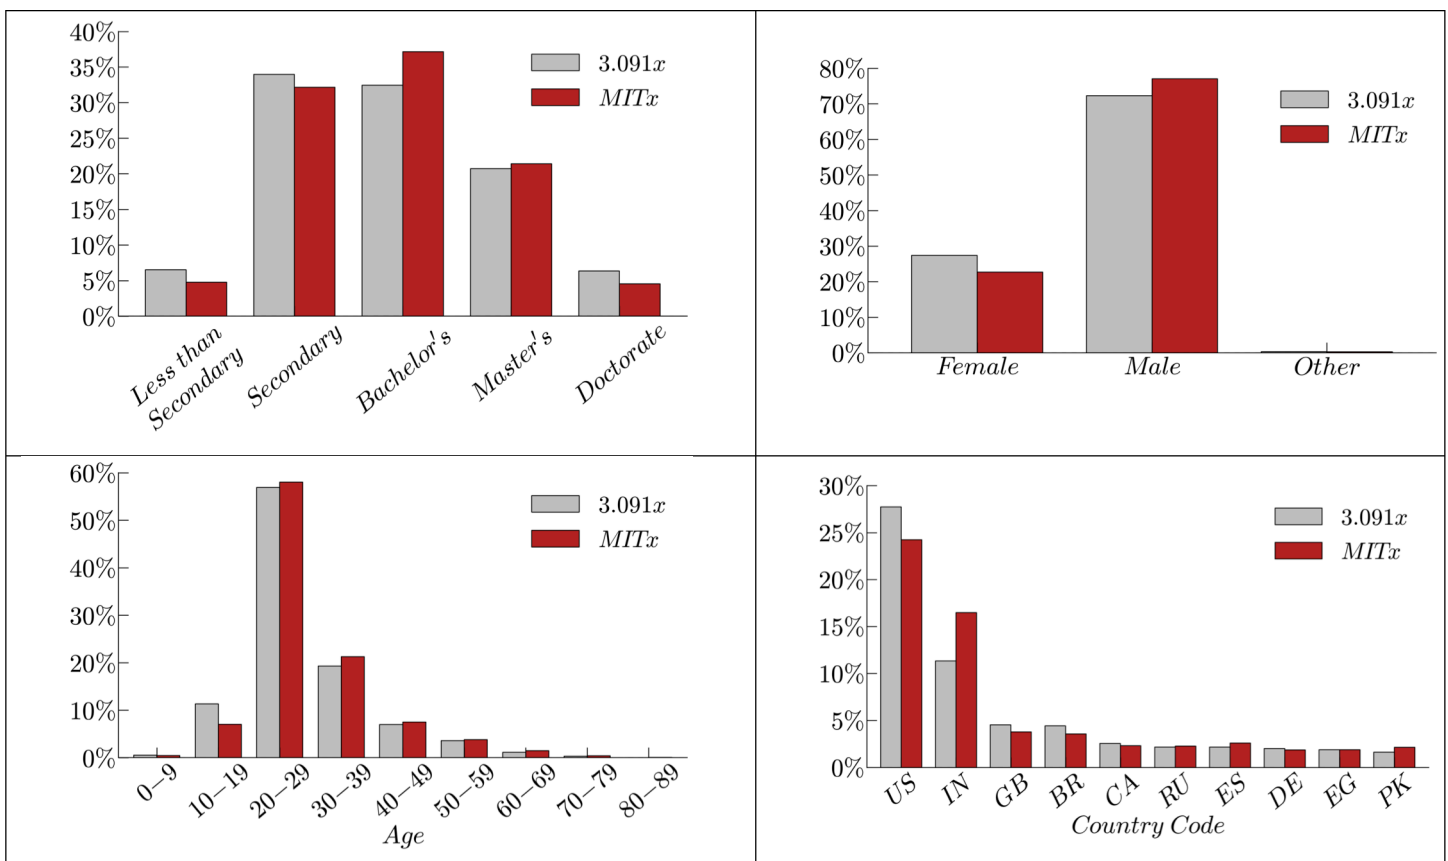 40%
35%
30%
25%
20%
15%
10%
5%
0%
3.091x
MITx
Less than
Secondary
Secondary
Bachelor's
Master's
Doctorate
80%
70%
60%
50%
40%
30%
20%
10%
0%
3.091x
MITx
Female Male Other
60%
50%
40%
30%
20%
10%
0%
3.091x
MITx
0–9 10–19 20–29 30–39 40–49 50–59 60–69 70–79 80–89
Age
30%
25%
20%
15%
10%
5%
0%
3.091x
MITx
US IN GB BR CA RU ES DE EG PK
Country Code